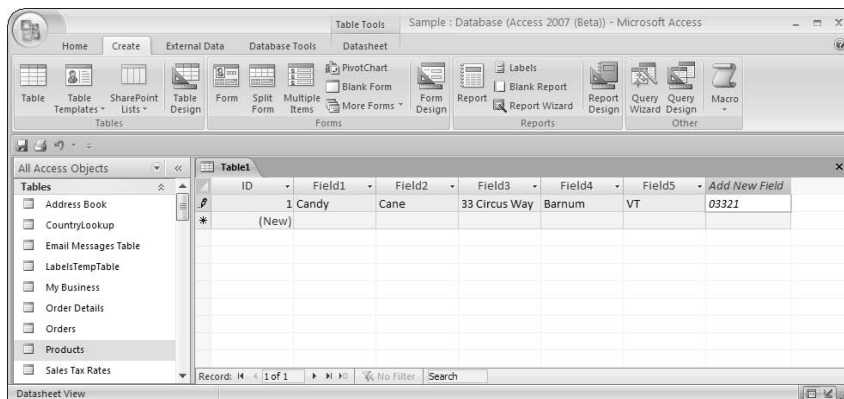 Table Tools Sample : Database (Access 2007 (Beta)) - Microsoft Access
Home Create External Data Database Tools Datasheet
Table
Table Templates
SharePoint Lists
Table Design
Tables
Form
Split Form
Multiple Items
PivotChart
Blank Form
More Forms
Form Design
Forms
Report
Labels
Blank Report
Report Wizard
Report Design
Reports
Query Wizard
Query Design
Macro
Other
All Access Objects
Tables
Address Book
CountryLookup
Email Messages Table
LabelsTempTable
My Business
Order Details
Orders
Products
Sales Tax Rates
Table1
ID Field1 Field2 Field3 Field4 Field5 Add New Field
1 Candy Cane 33 Circus Way Barnum VT 03321
(New)
Record: 1 of 1 No Filter Search
Datasheet View